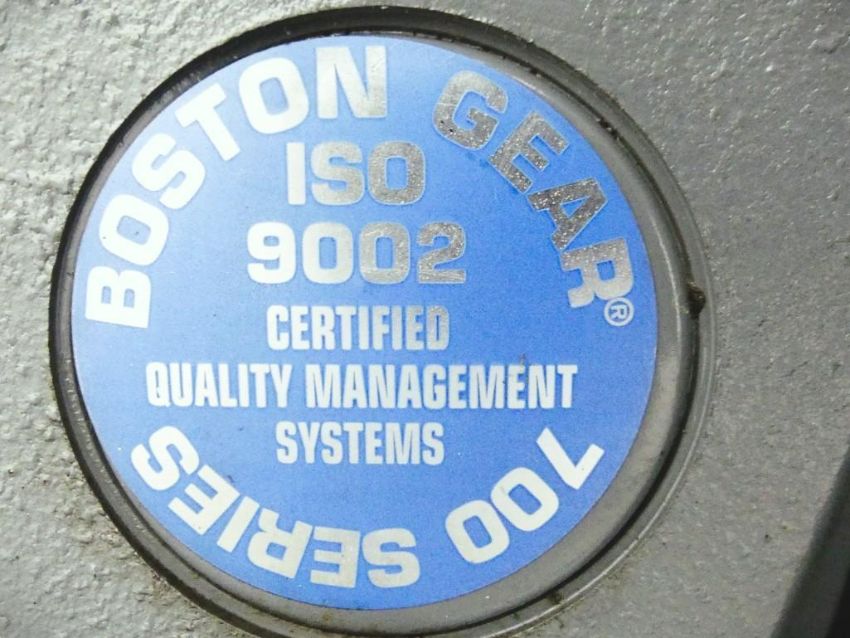 BOSTON GEAR®
ISO
9002
CERTIFIED
QUALITY MANAGEMENT
SYSTEMS
700 SERIES